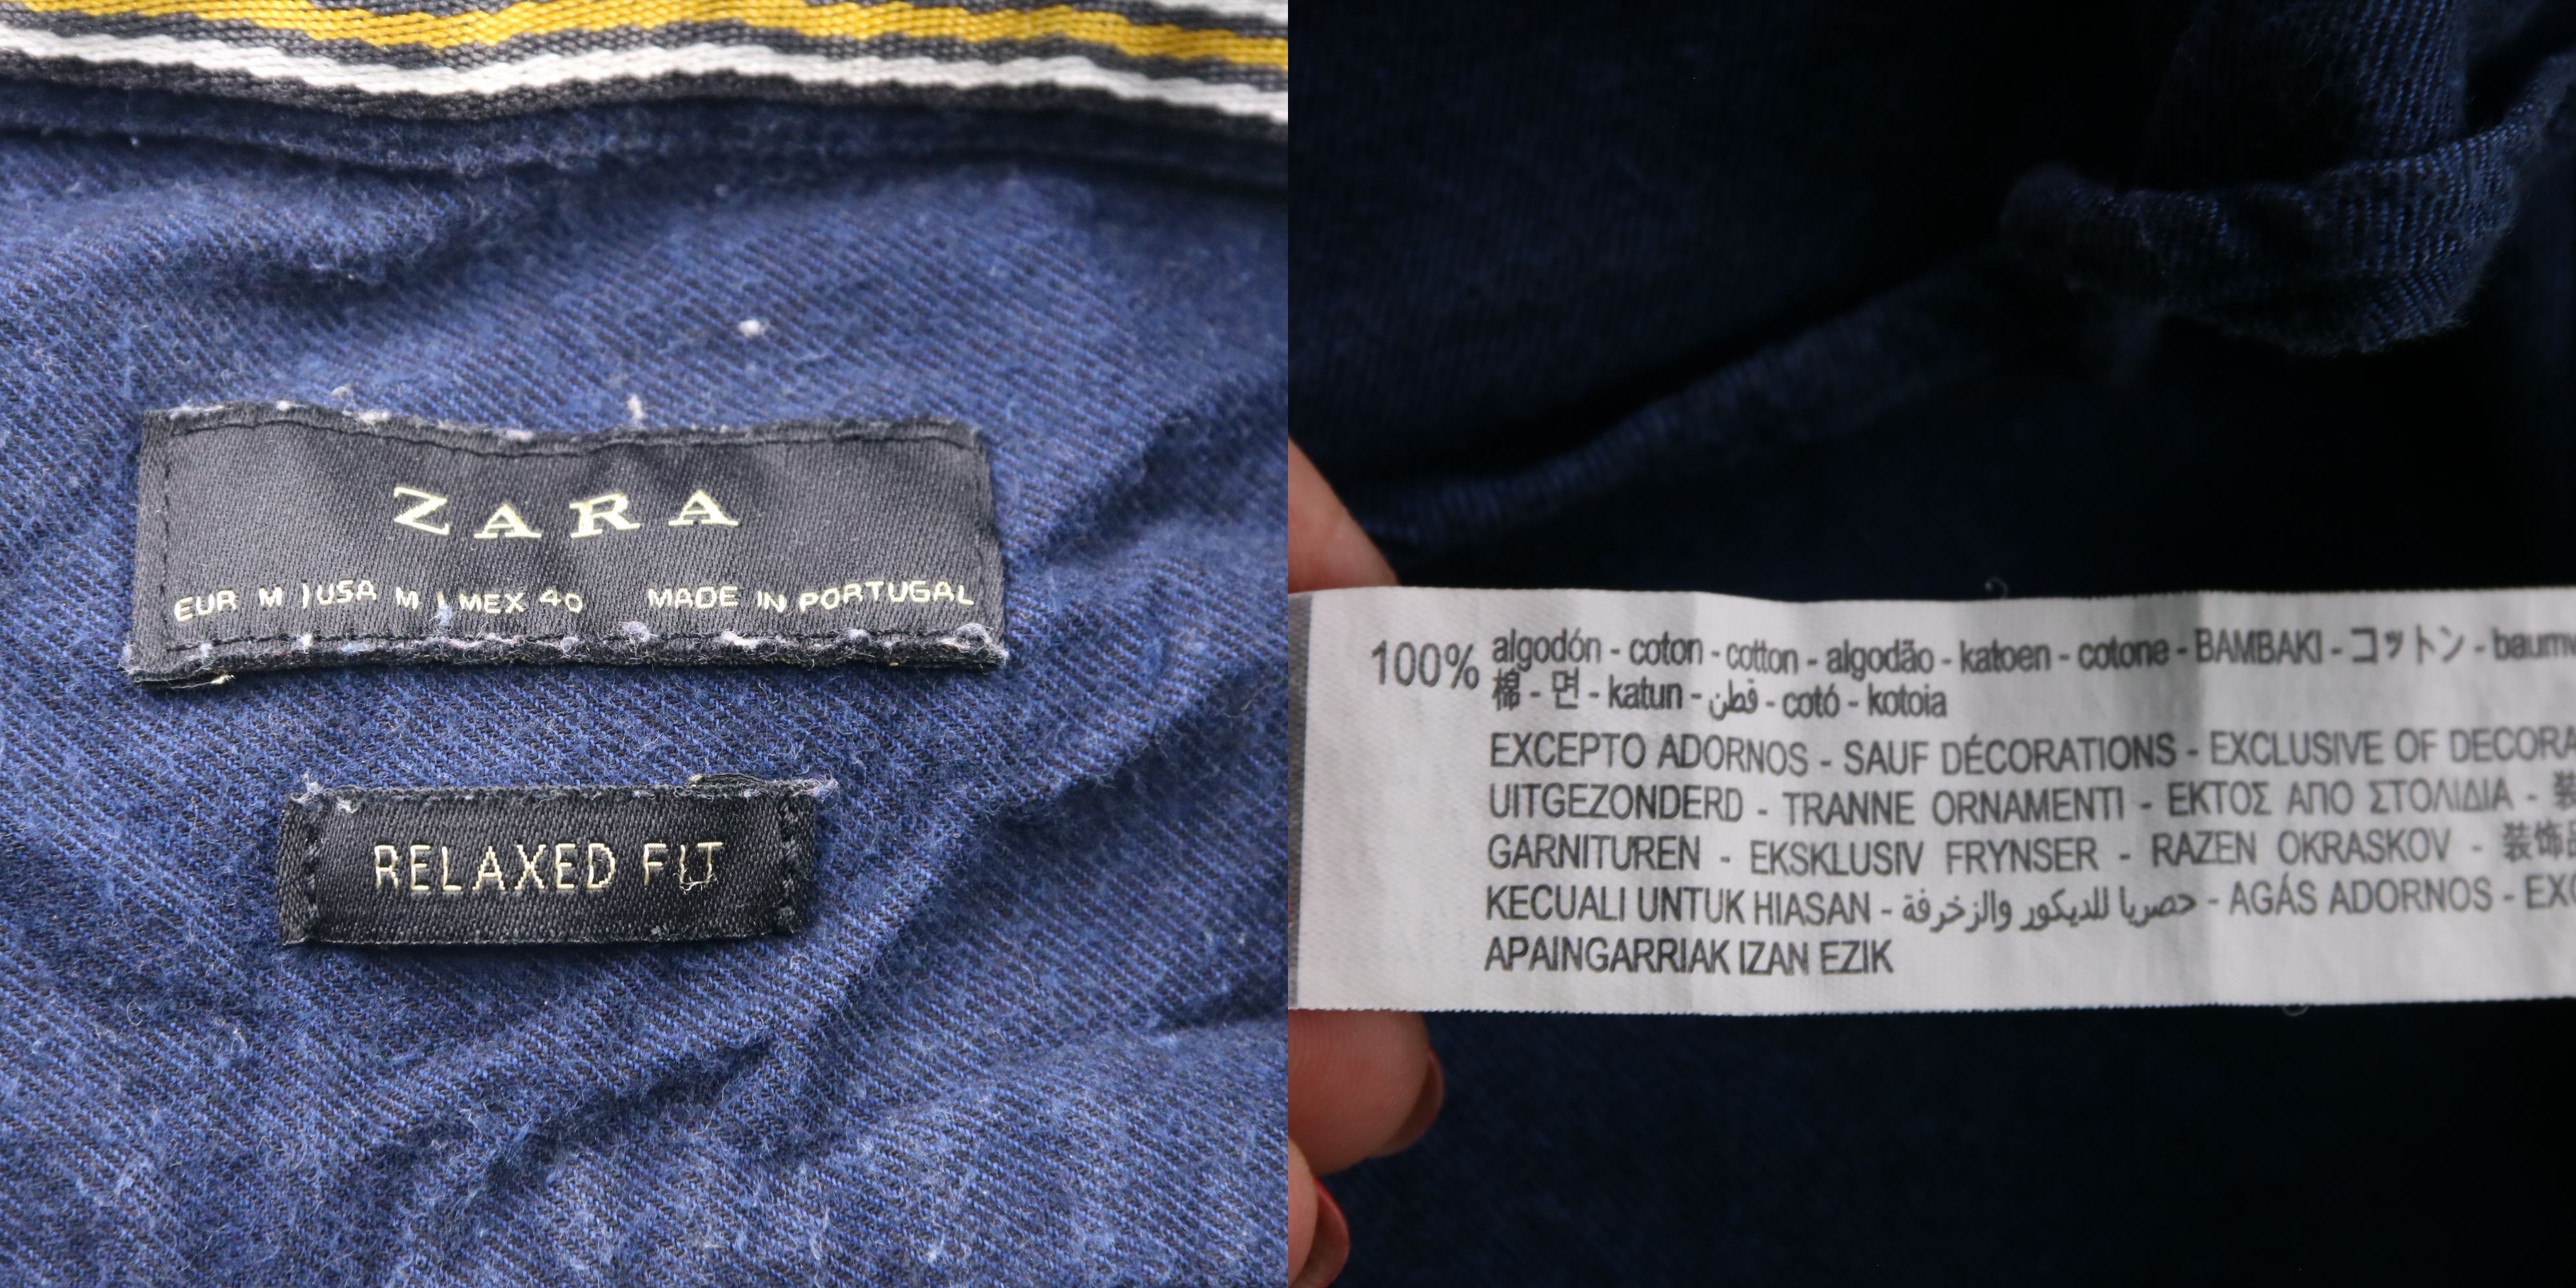 ZARA
EUR M | USA M | MEX 40 MADE IN PORTUGAL
RELAXED FIT
100% algodón - coton - cotton - algodão - katoen - cotone - BAMBAKI - コットン -
棉 - 면 - katun - قطن - cotó - kotoia
EXCEPTO ADORNOS - SAUF DÉCORATIONS - EXCLUSIVE OF
UITGEZONDERD - TRANNE ORNAMENTI - ΕΚΤΟΣ ΑΠΟ ΣΤΟΛΙΔΙΑ -
GARNITUREN - EKSKLUSIV FRYNSER - RAZEN OKRASKOV -
KECUALI UNTUK HIASAN - حصريا للديكور والزخرفة - AGÁS ADORNOS -
APAINGARRIAK IZAN EZIK